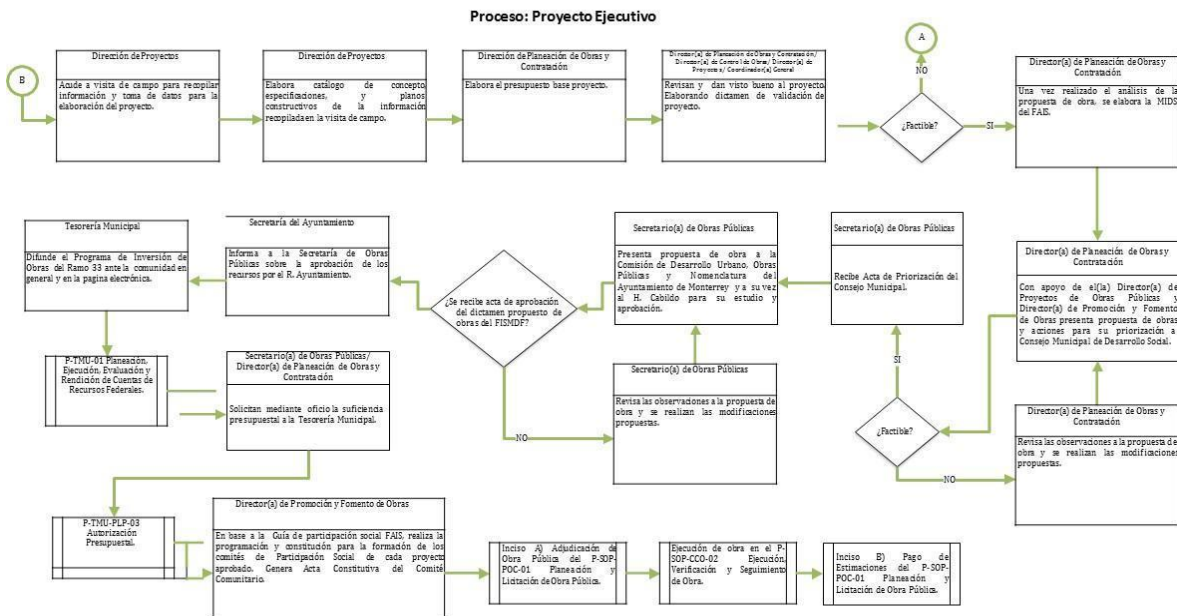 Proceso: Proyecto Ejecutivo
B
Dirección de Proyectos
Acude a visita de campo para recopilar
información y toma de datos para la
elaboración del proyecto.
Dirección de Proyectos
Elabora catálogo de concepto,
especificaciones, y planos
constructivos de la información
recopilada en la visita de campo.
Dirección de Planeación de Obras y
Contratación
Elabora el presupuesto base proyecto.
Director(a) de Planeación de Obras y Contratación/
Director(a) de Control de Obra/ Director(a) de
Proyectos/ Coordinador(a) General
Revisan y dan visto bueno al proyecto.
Elaborando dictamen de validación de
proyecto.
A
NO
¿Factible?
SI
Director(a) de Planeación de Obras y
Contratación
Una vez realizado el análisis de la
propuesta de obra, se elabora la MIDS
del FAIS.
Tesorería Municipal
Difunde el Programa de Inversión de
Obras del Ramo 33 ante la comunidad en
general y en la pagina electrónica.
Secretaría del Ayuntamiento
Informa a la Secretaría de Obras
Públicas sobre la aprobación de los
recursos por el R. Ayuntamiento.
¿Se recibe acta de aprobación
del dictamen propuesto de
obras del FISMDF?
NO
Secretario(a) de Obras Públicas
Presenta propuesta de obra a la
Comisión de Desarrollo Urbano, Obras
Públicas y Nomenclatura del
Ayuntamiento de Monterrey y a su vez
al H. Cabildo para su estudio y
aprobación.
Secretario(a) de Obras Públicas
Recibe Acta de Priorización del
Consejo Municipal.
Director(a) de Planeación de Obras y
Contratación
Con apoyo de el(la) Director(a) de
Proyectos de Obras Públicas y
Director(a) de Promoción y Fomento
de Obras presenta propuesta de obras
y acciones para su priorización a
Consejo Municipal de Desarrollo Social.
SI
¿Factible?
NO
P-TMU-01 Planeación,
Ejecución, Evaluación y
Rendición de Cuentas de
Recursos Federales.
Secretario(a) de Obras Públicas/
Director(a) de Planeación de Obras y
Contratación
Solicitan mediante oficio la suficiencia
presupuestal a la Tesorería Municipal.
Secretario(a) de Obras Públicas
Revisa las observaciones a la propuesta de
obra y se realizan las modificaciones
propuestas.
Director(a) de Planeación de Obras y
Contratación
Revisa las observaciones a la propuesta de
obra y se realizan las modificaciones
propuestas.
P-TMU-PLP-03
Autorización
Presupuestal.
Director(a) de Promoción y Fomento de Obras
En base a la Guía de participación social FAIS, realiza la
programación y constitución para la formación de los
comités de Participación Social de cada proyecto
aprobado. Genera Acta Constitutiva del Comité
Comunitario.
Inciso A) Adjudicación de
Obra Pública del P-SOP-
POC-01 Planeación y
Licitación de Obra Pública.
Ejecución de obra en el P-
SOP-CCO-02 Ejecución,
Verificación y Seguimiento
de Obra.
Inciso B) Pago de
Estimaciones del P-SOP-
POC-01 Planeación y
Licitación de Obra Pública.